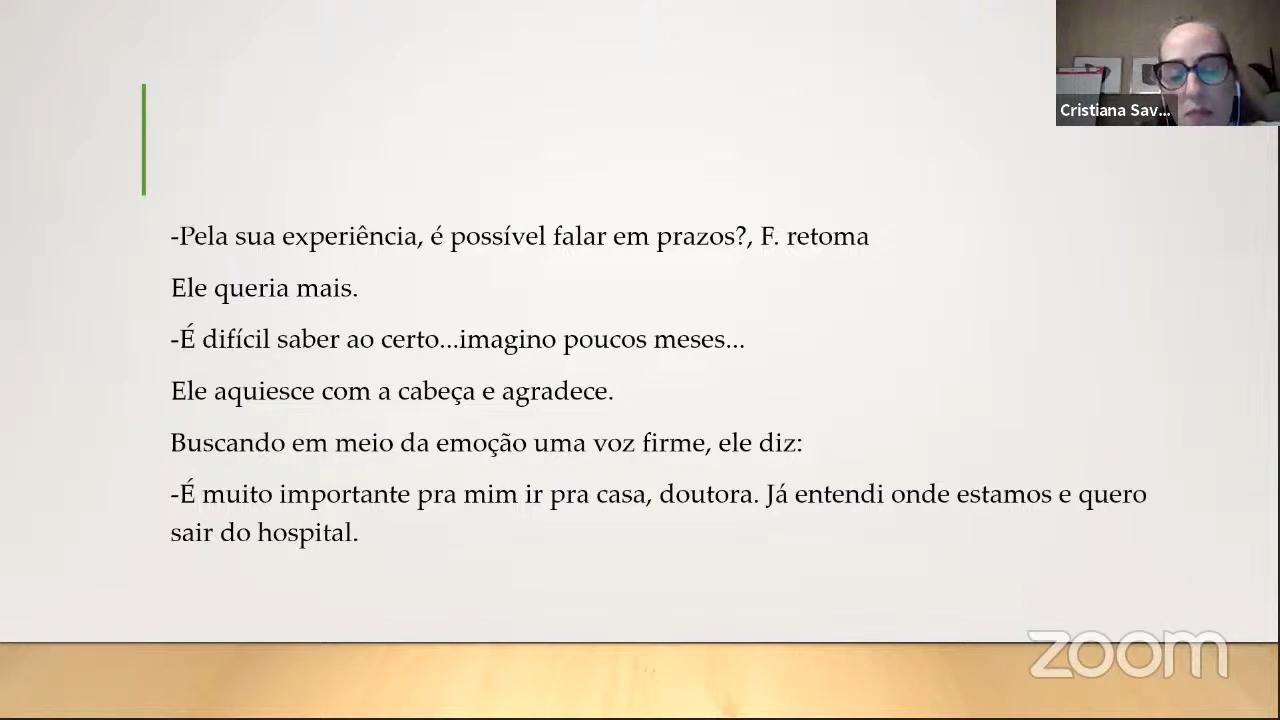 Cristiana Sav...
-Pela sua experiência, é possível falar em prazos?, F. retoma
Ele queria mais.
-É difícil saber ao certo...imagino poucos meses...
Ele aquiesce com a cabeça e agradece.
Buscando em meio da emoção uma voz firme, ele diz:
-É muito importante pra mim ir pra casa, doutora. Já entendi onde estamos e quero
sair do hospital.
zoom